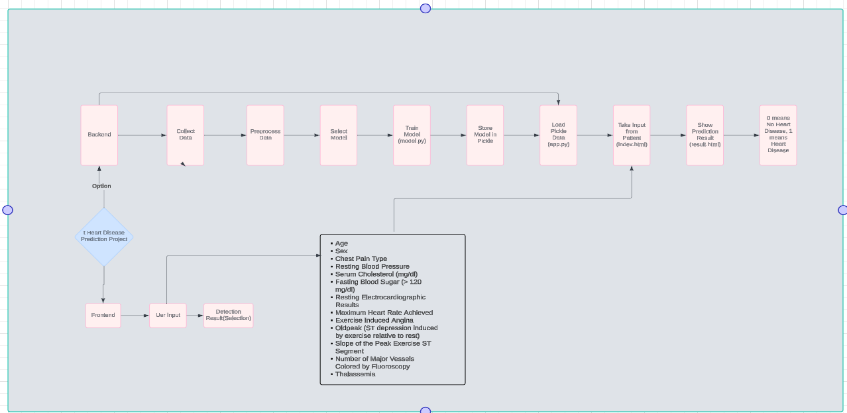 Backend
Collect
Data
Preprocess
Data
Select
Model
Train
Model
(model.py)
Store
Model in
Pickle
Load
Pickle
Data
(app.py)
Take Input
from
Patient
(index.html)
Show
Prediction
Result
(result.html)
0 means
No Heart
Disease, 1
means
Heart
Disease
Option
t Heart Disease
Prediction Project
Frontend
User Input
Detection
Result(Selection)
• Age
• Sex
• Chest Pain Type
• Resting Blood Pressure
• Serum Cholesterol (mg/dl)
• Fasting Blood Sugar (> 120
mg/dl)
• Resting Electrocardiographic
Results
• Maximum Heart Rate Achieved
• Exercise Induced Angina
• Oldpeak (ST depression induced
by exercise relative to rest)
• Slope of the Peak Exercise ST
Segment
• Number of Major Vessels
Colored by Fluoroscopy
• Thalassemia